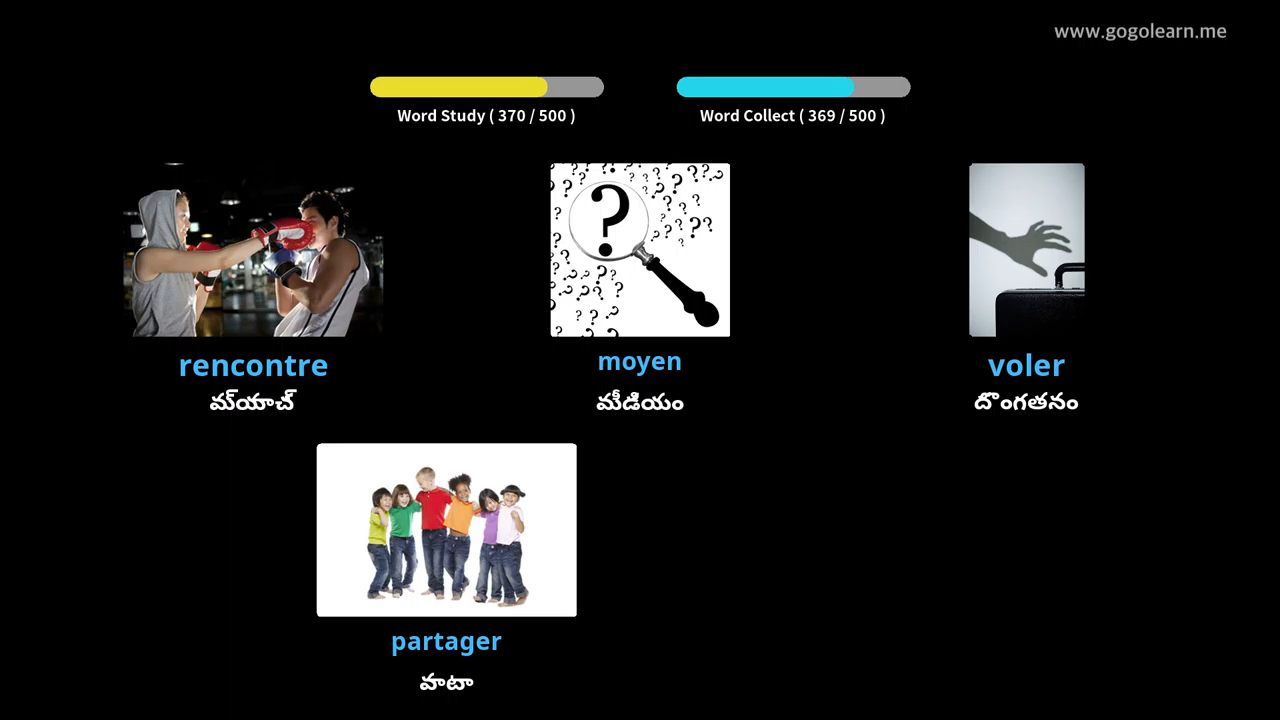 www.gogolearn.me
Word Study ( 370 / 500 )
Word Collect ( 369 / 500 )
rencontre
moyen
voler
మ్యాచ్
మీడియం
దొంగతనం
partager
వాటా